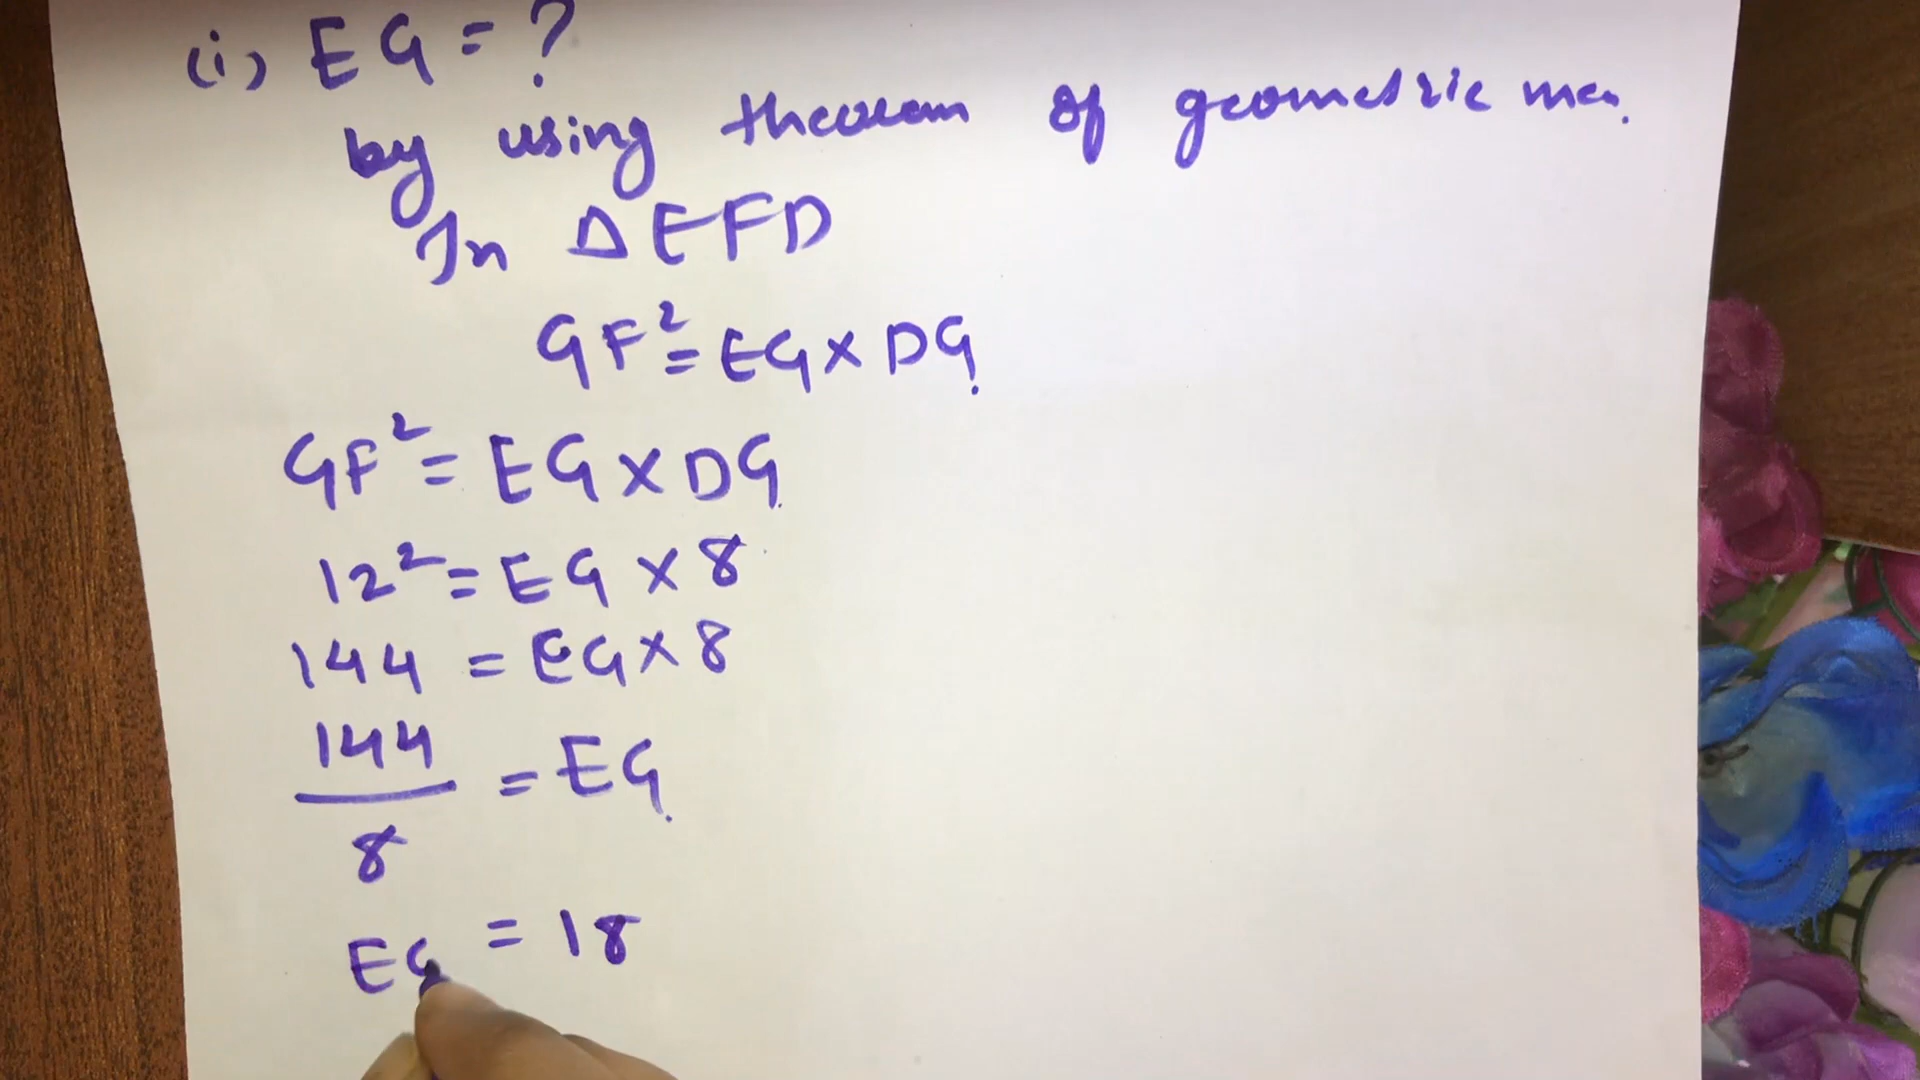 (i) EG = ?
by using theorem of geometric mea.
In Δ EFD
GF² = EG × DG
GF² = EG × DG
12² = EG × 8
144 = EG × 8
144/8 = EG
EG = 18